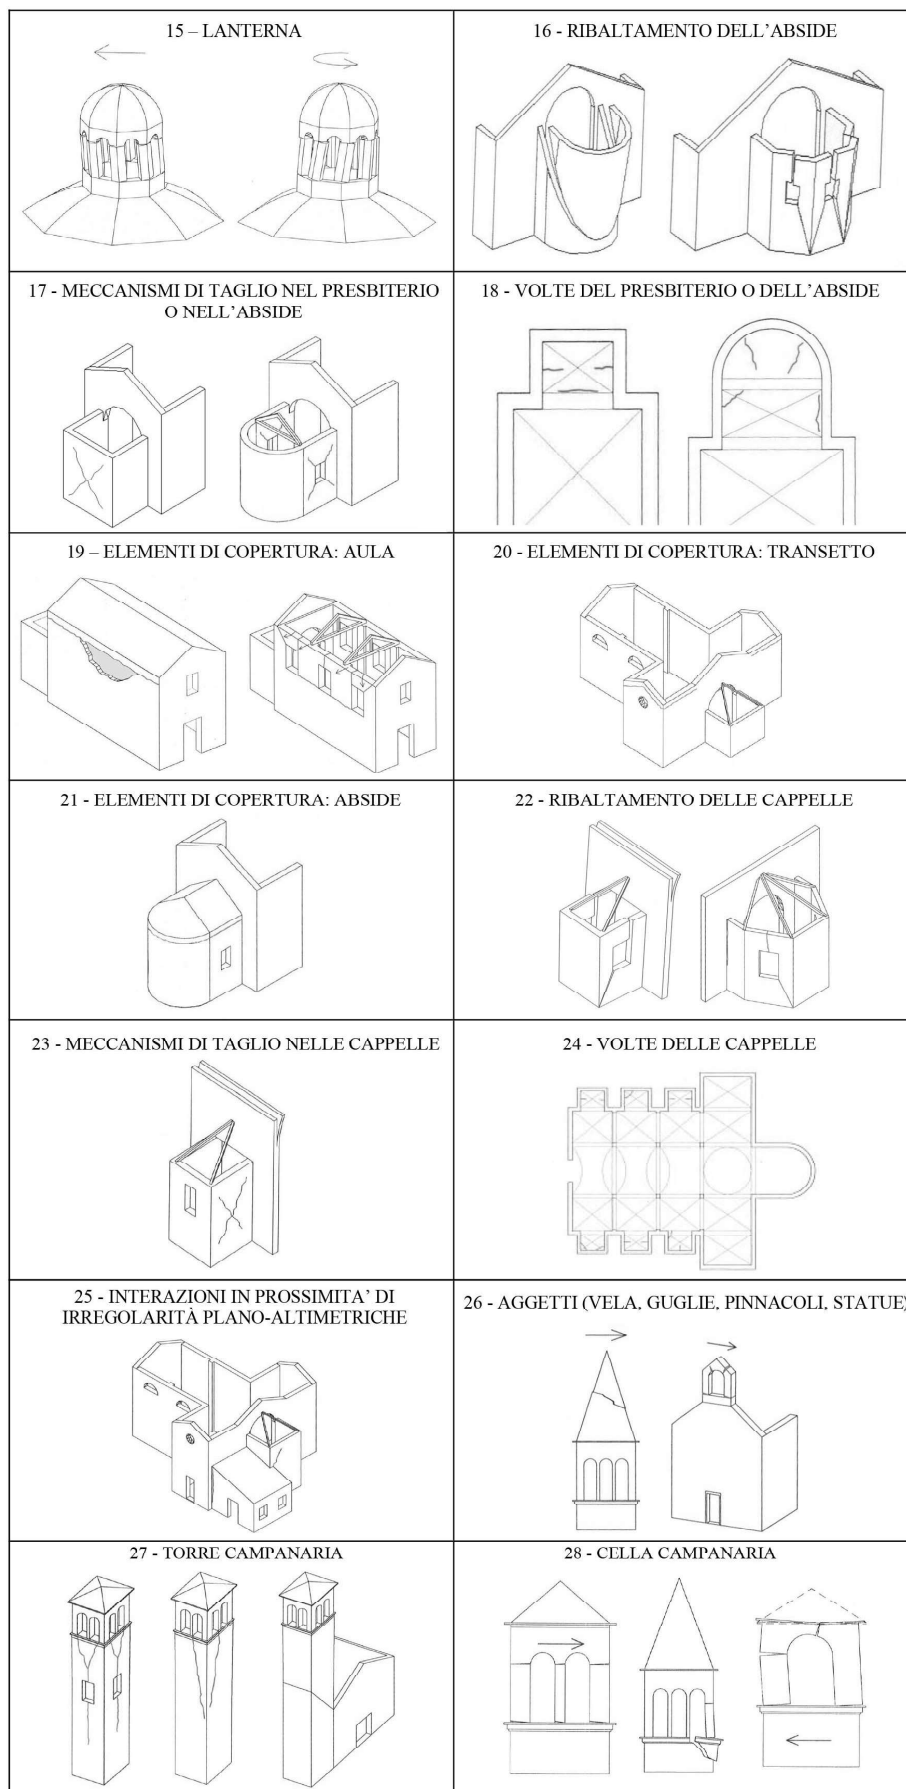 15 – LANTERNA
16 - RIBALTAMENTO DELL'ABSIDE
17 - MECCANISMI DI TAGLIO NEL PRESBITERIO
O NELL'ABSIDE
18 - VOLTE DEL PRESBITERIO O DELL'ABSIDE
19 – ELEMENTI DI COPERTURA: AULA
20 - ELEMENTI DI COPERTURA: TRANSETTO
21 - ELEMENTI DI COPERTURA: ABSIDE
22 - RIBALTAMENTO DELLE CAPPELLE
23 - MECCANISMI DI TAGLIO NELLE CAPPELLE
24 - VOLTE DELLE CAPPELLE
25 - INTERAZIONI IN PROSSIMITA' DI
IRREGOLARITÀ PLANO-ALTIMETRICHE
26 - AGGETTI (VELA, GUGLIE, PINNACOLI, STATUE)
27 - TORRE CAMPANARIA
28 - CELLA CAMPANARIA